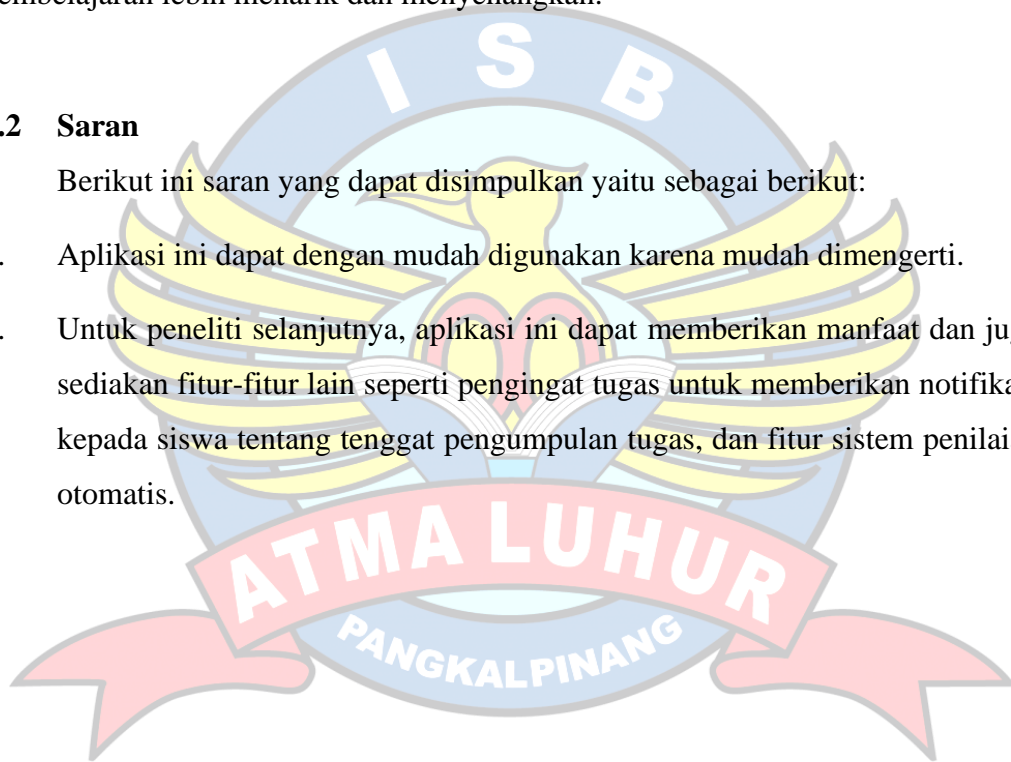 embelajaran lebih menarik dan menyenangkan.
I S B
.2 Saran
Berikut ini saran yang dapat disimpulkan yaitu sebagai berikut:
. Aplikasi ini dapat dengan mudah digunakan karena mudah dimengerti.
. Untuk peneliti selanjutnya, aplikasi ini dapat memberikan manfaat dan ju
sediakan fitur-fitur lain seperti pengingat tugas untuk memberikan notifika
kepada siswa tentang tenggat pengumpulan tugas, dan fitur sistem penilai
otomatis.
ATMA LUHUR
PANGKALPINANG